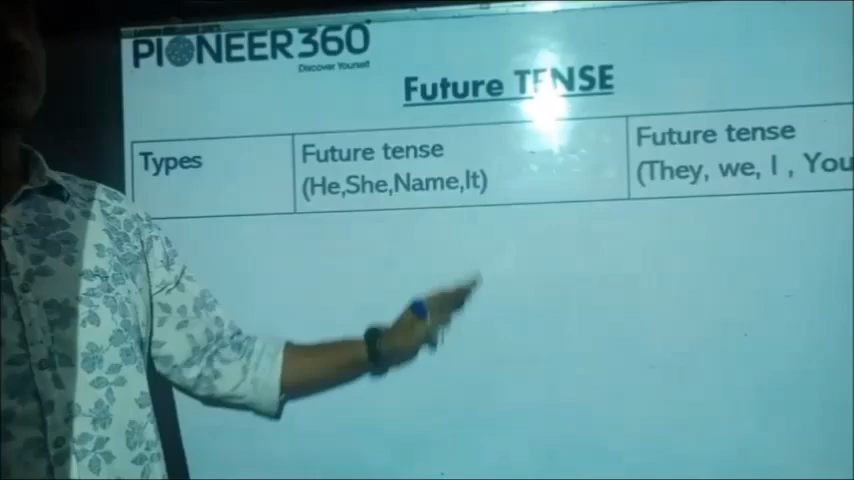 PIONEER360
Discover Yourself
Future TENSE
Types
Future tense
(He,She,Name,It)
Future tense
(They, we, I , You